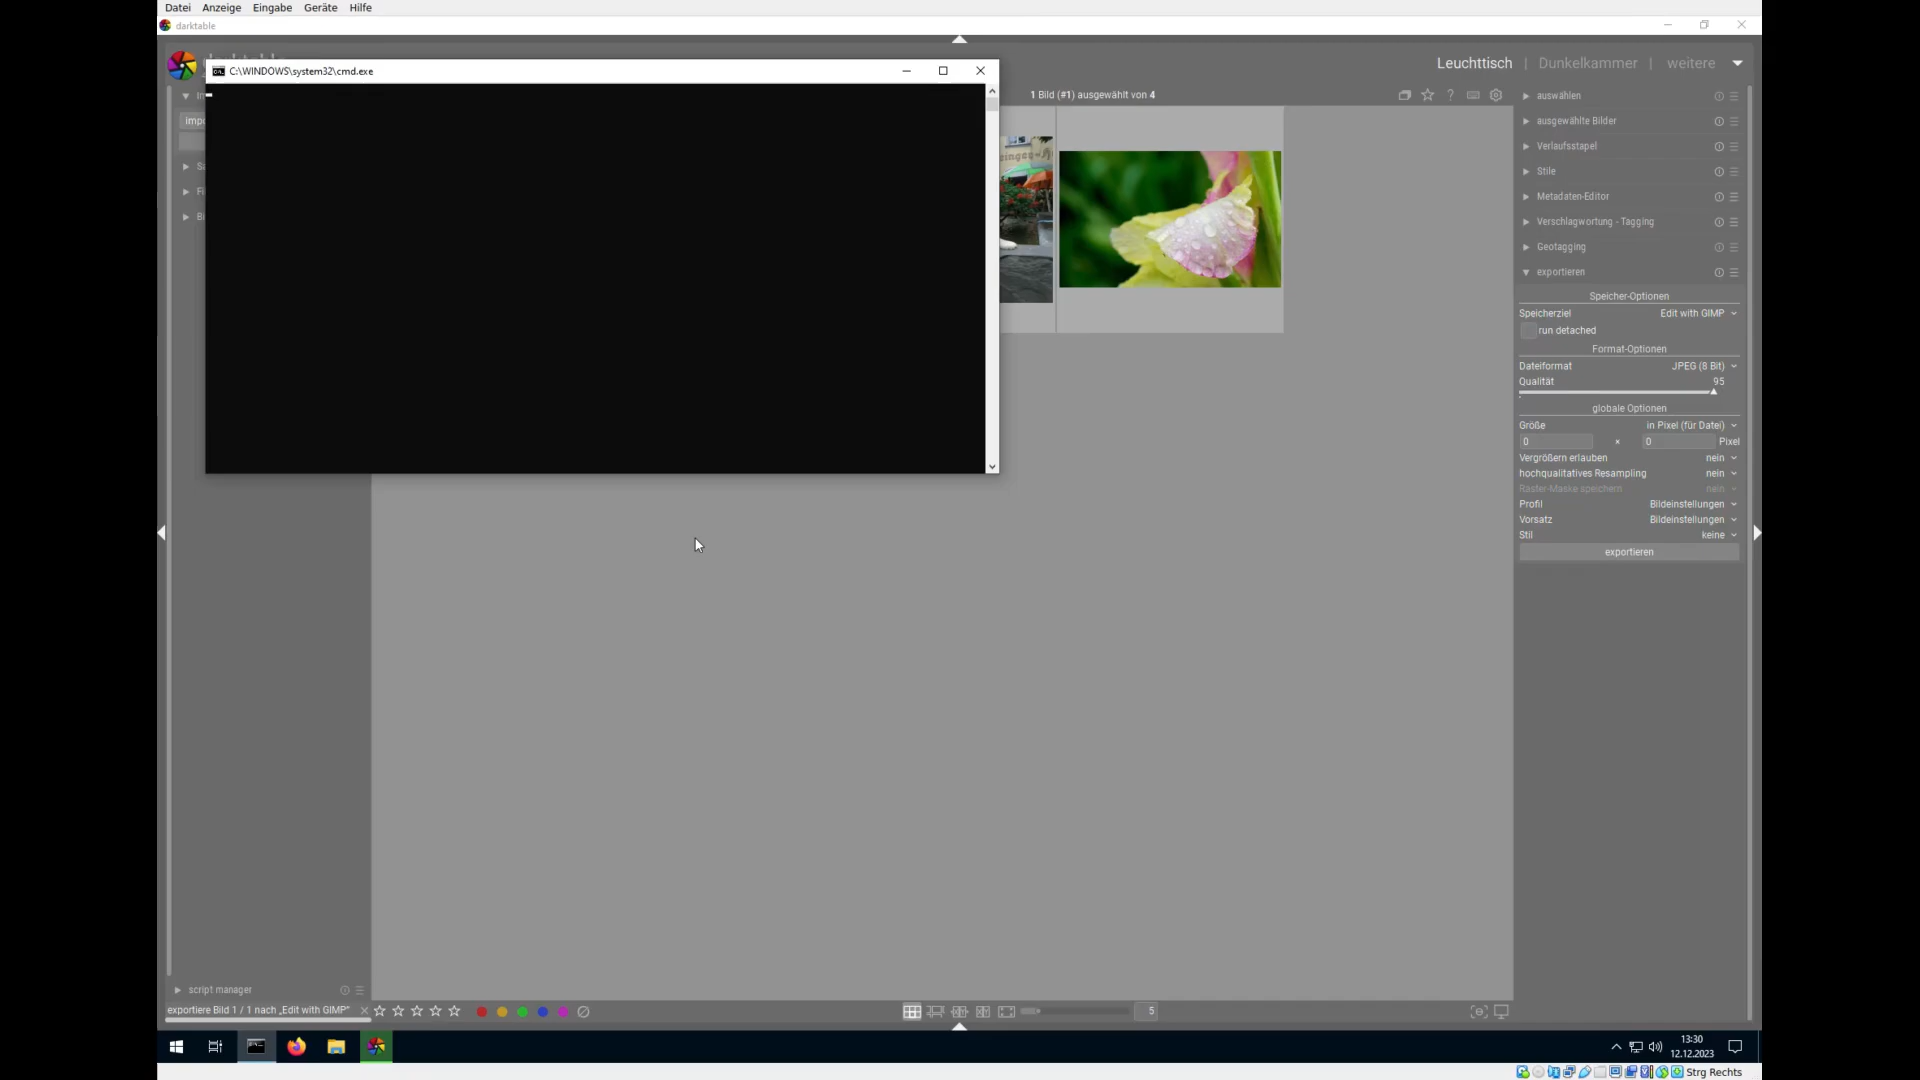 Datei Anzeige Eingabe Geräte Hilfe
darktable
C:\WINDOWS\system32\cmd.exe
Leuchttisch | Dunkelkammer | weitere
1 Bild (#1) ausgewählt von 4
auswählen
ausgewählte Bilder
Verlaufsstapel
Stile
Metadaten-Editor
Verschlagwortung - Tagging
Geotagging
exportieren
Speicher-Optionen
Speicherziel Edit with GIMP
run detached
Format-Optionen
Dateiformat JPEG (8 Bit)
Qualität 95
globale Optionen
Größe in Pixel (für Datei)
0 × 0 Pixel
Vergrößern erlauben nein
hochqualitatives Resampling nein
Raster-Maske speichern nein
Profil Bildeinstellungen
Vorsatz Bildeinstellungen
Stil keine
exportieren
script manager
exportiere Bild 1 / 1 nach „Edit with GIMP"
5
13:30
12.12.2023
Strg Rechts